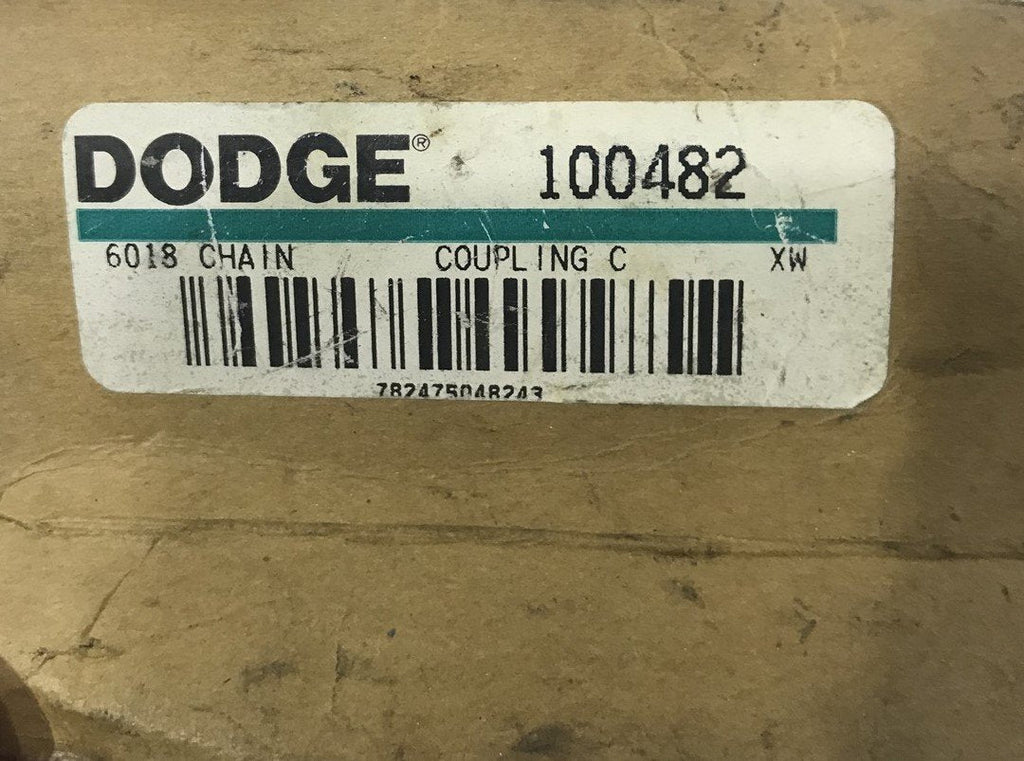 DODGE® 100482
6018 CHAIN COUPLING C XW
782475048243